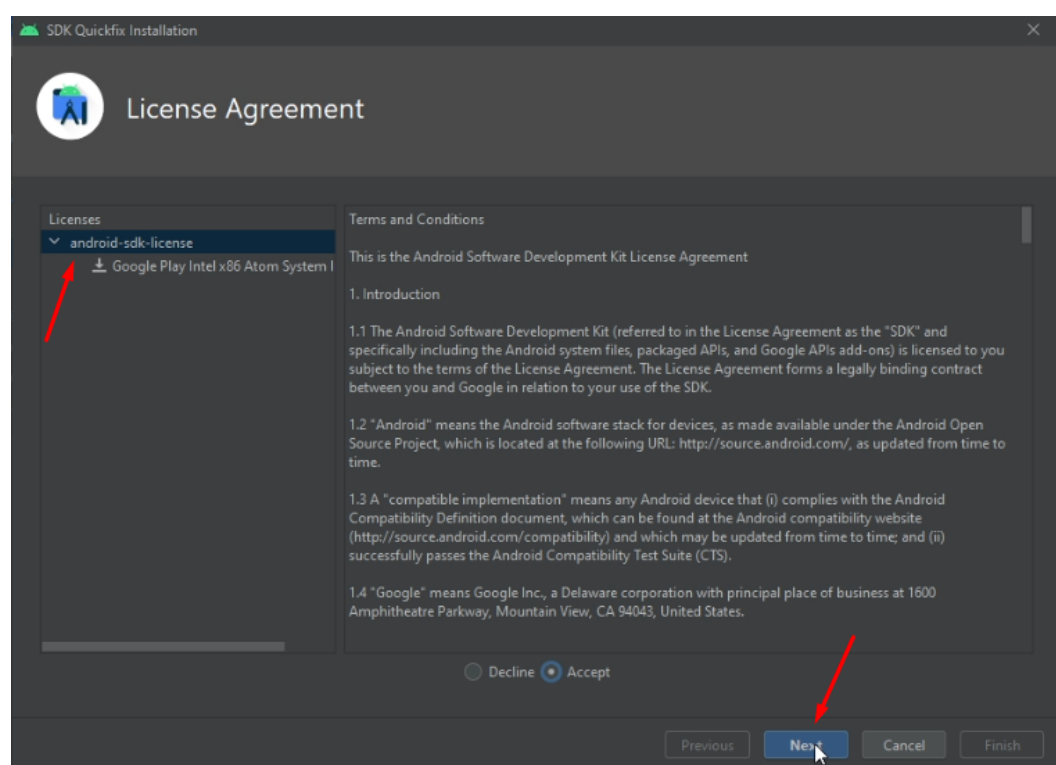 SDK Quickfix Installation
License Agreement
Licenses
android-sdk-license
Google Play Intel x86 Atom System I
Terms and Conditions
This is the Android Software Development Kit License Agreement
1. Introduction
1.1 The Android Software Development Kit (referred to in the License Agreement as the "SDK" and
specifically including the Android system files, packaged APIs, and Google APIs add-ons) is licensed to you
subject to the terms of the License Agreement. The License Agreement forms a legally binding contract
between you and Google in relation to your use of the SDK.
1.2 "Android" means the Android software stack for devices, as made available under the Android Open
Source Project, which is located at the following URL: http://source.android.com/, as updated from time to
time.
1.3 A "compatible implementation" means any Android device that (i) complies with the Android
Compatibility Definition document, which can be found at the Android compatibility website
(http://source.android.com/compatibility) and which may be updated from time to time; and (ii)
successfully passes the Android Compatibility Test Suite (CTS).
1.4 "Google" means Google Inc., a Delaware corporation with principal place of business at 1600
Amphitheatre Parkway, Mountain View, CA 94043, United States.
Decline Accept
Previous Next Cancel Finish